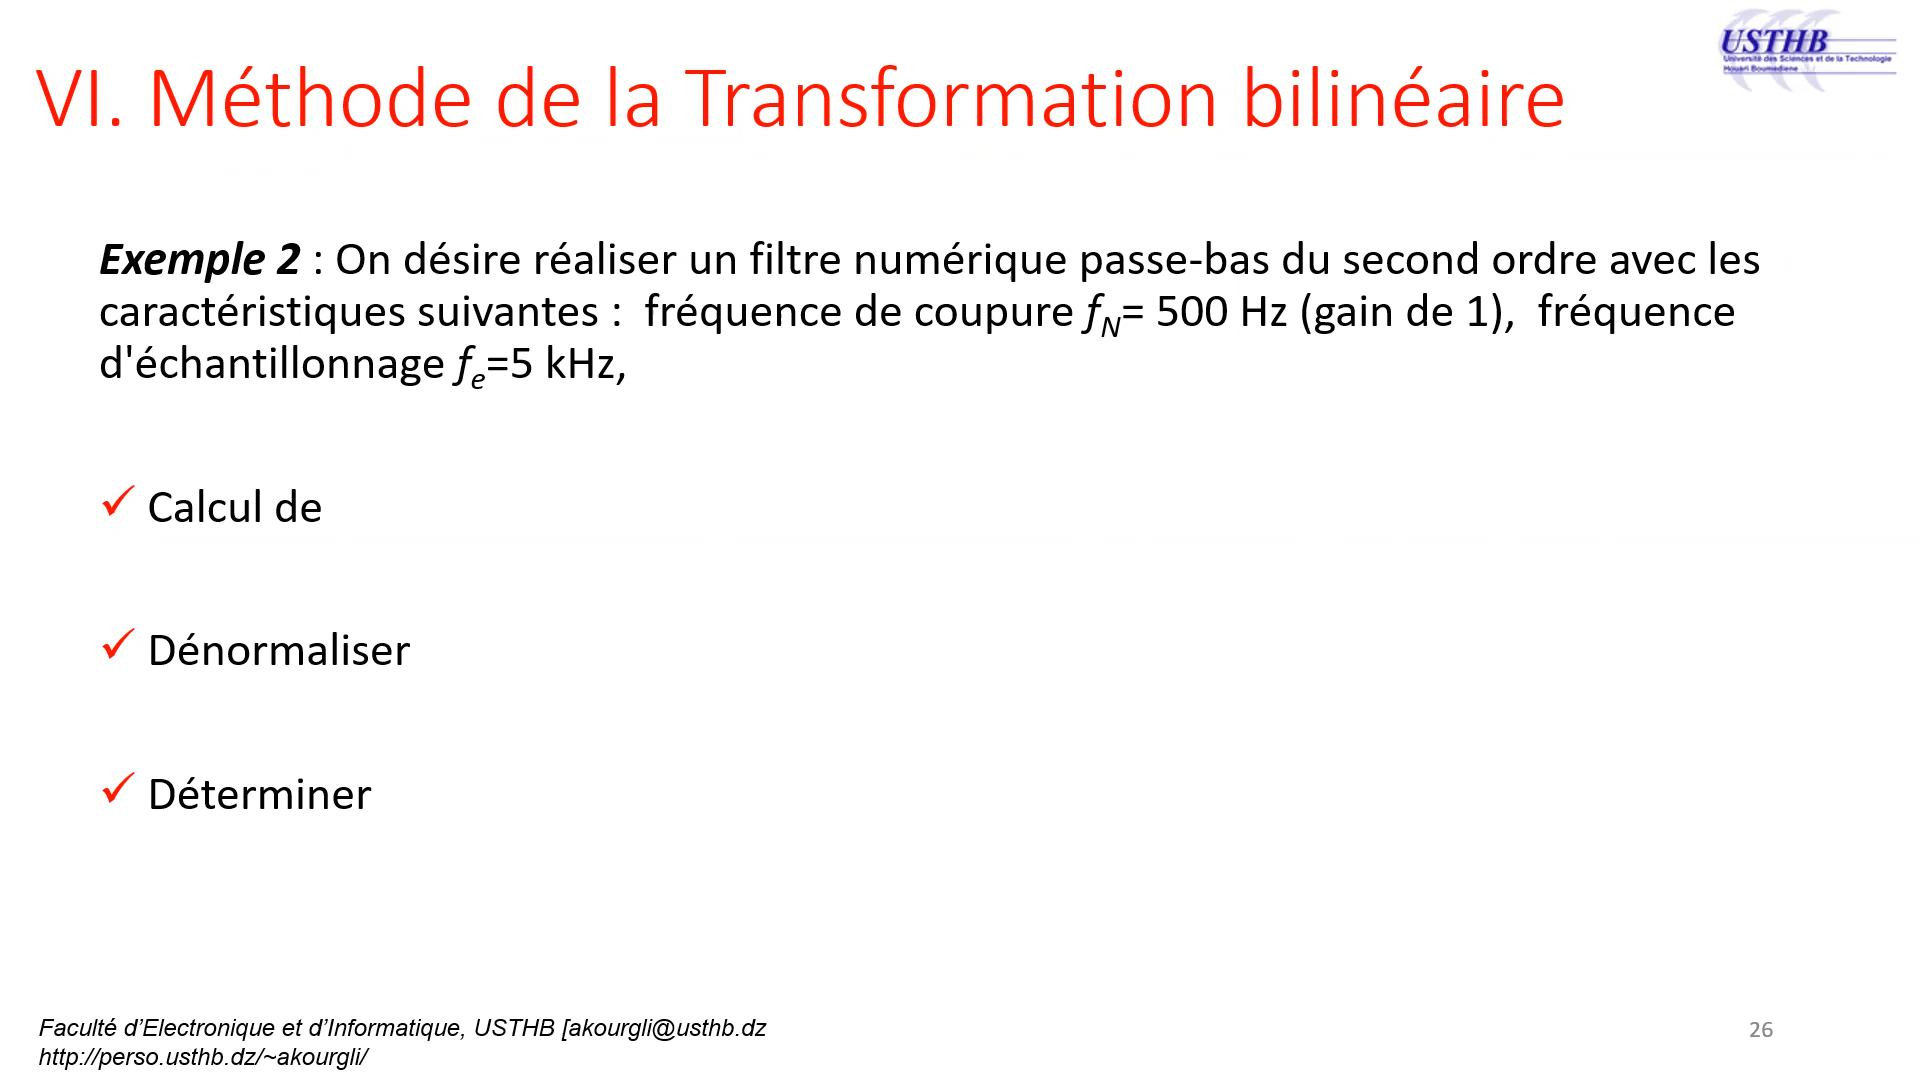 USTHB
Université des Sciences et de la Technologie
Houari Boumediene
VI. Méthode de la Transformation bilinéaire
Exemple 2 : On désire réaliser un filtre numérique passe-bas du second ordre avec les
caractéristiques suivantes :  fréquence de coupure fN= 500 Hz (gain de 1),  fréquence
d'échantillonnage fe=5 kHz,
✓ Calcul de
✓ Dénormaliser
✓ Déterminer
Faculté d’Electronique et d’Informatique, USTHB [akourgli@usthb.dz
http://perso.usthb.dz/~akourgli/
26